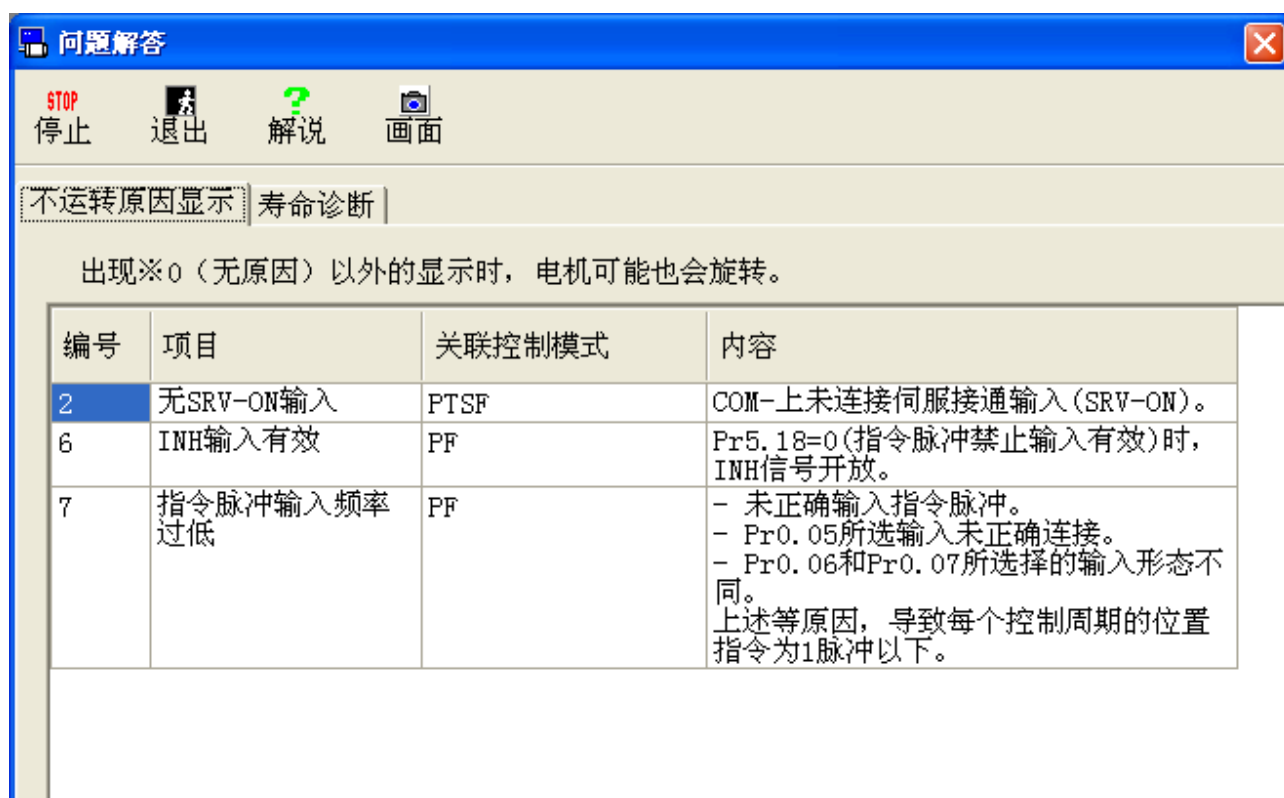 问题解答
STOP
停止 退出 解说 画面
不运转原因显示 寿命诊断
出现※0（无原因）以外的显示时，电机可能也会旋转。
编号 项目 关联控制模式 内容
2 无SRV-ON输入 PTSF COM-上未连接伺服接通输入(SRV-ON)。
6 INH输入有效 PF Pr5.18=0(指令脉冲禁止输入有效)时，
INH信号开放。
7 指令脉冲输入频率 PF - 未正确输入指令脉冲。
过低 - Pr0.05所选输入未正确连接。
- Pr0.06和Pr0.07所选择的输入形态不
同。
上述等原因，导致每个控制周期的位置
指令为1脉冲以下。